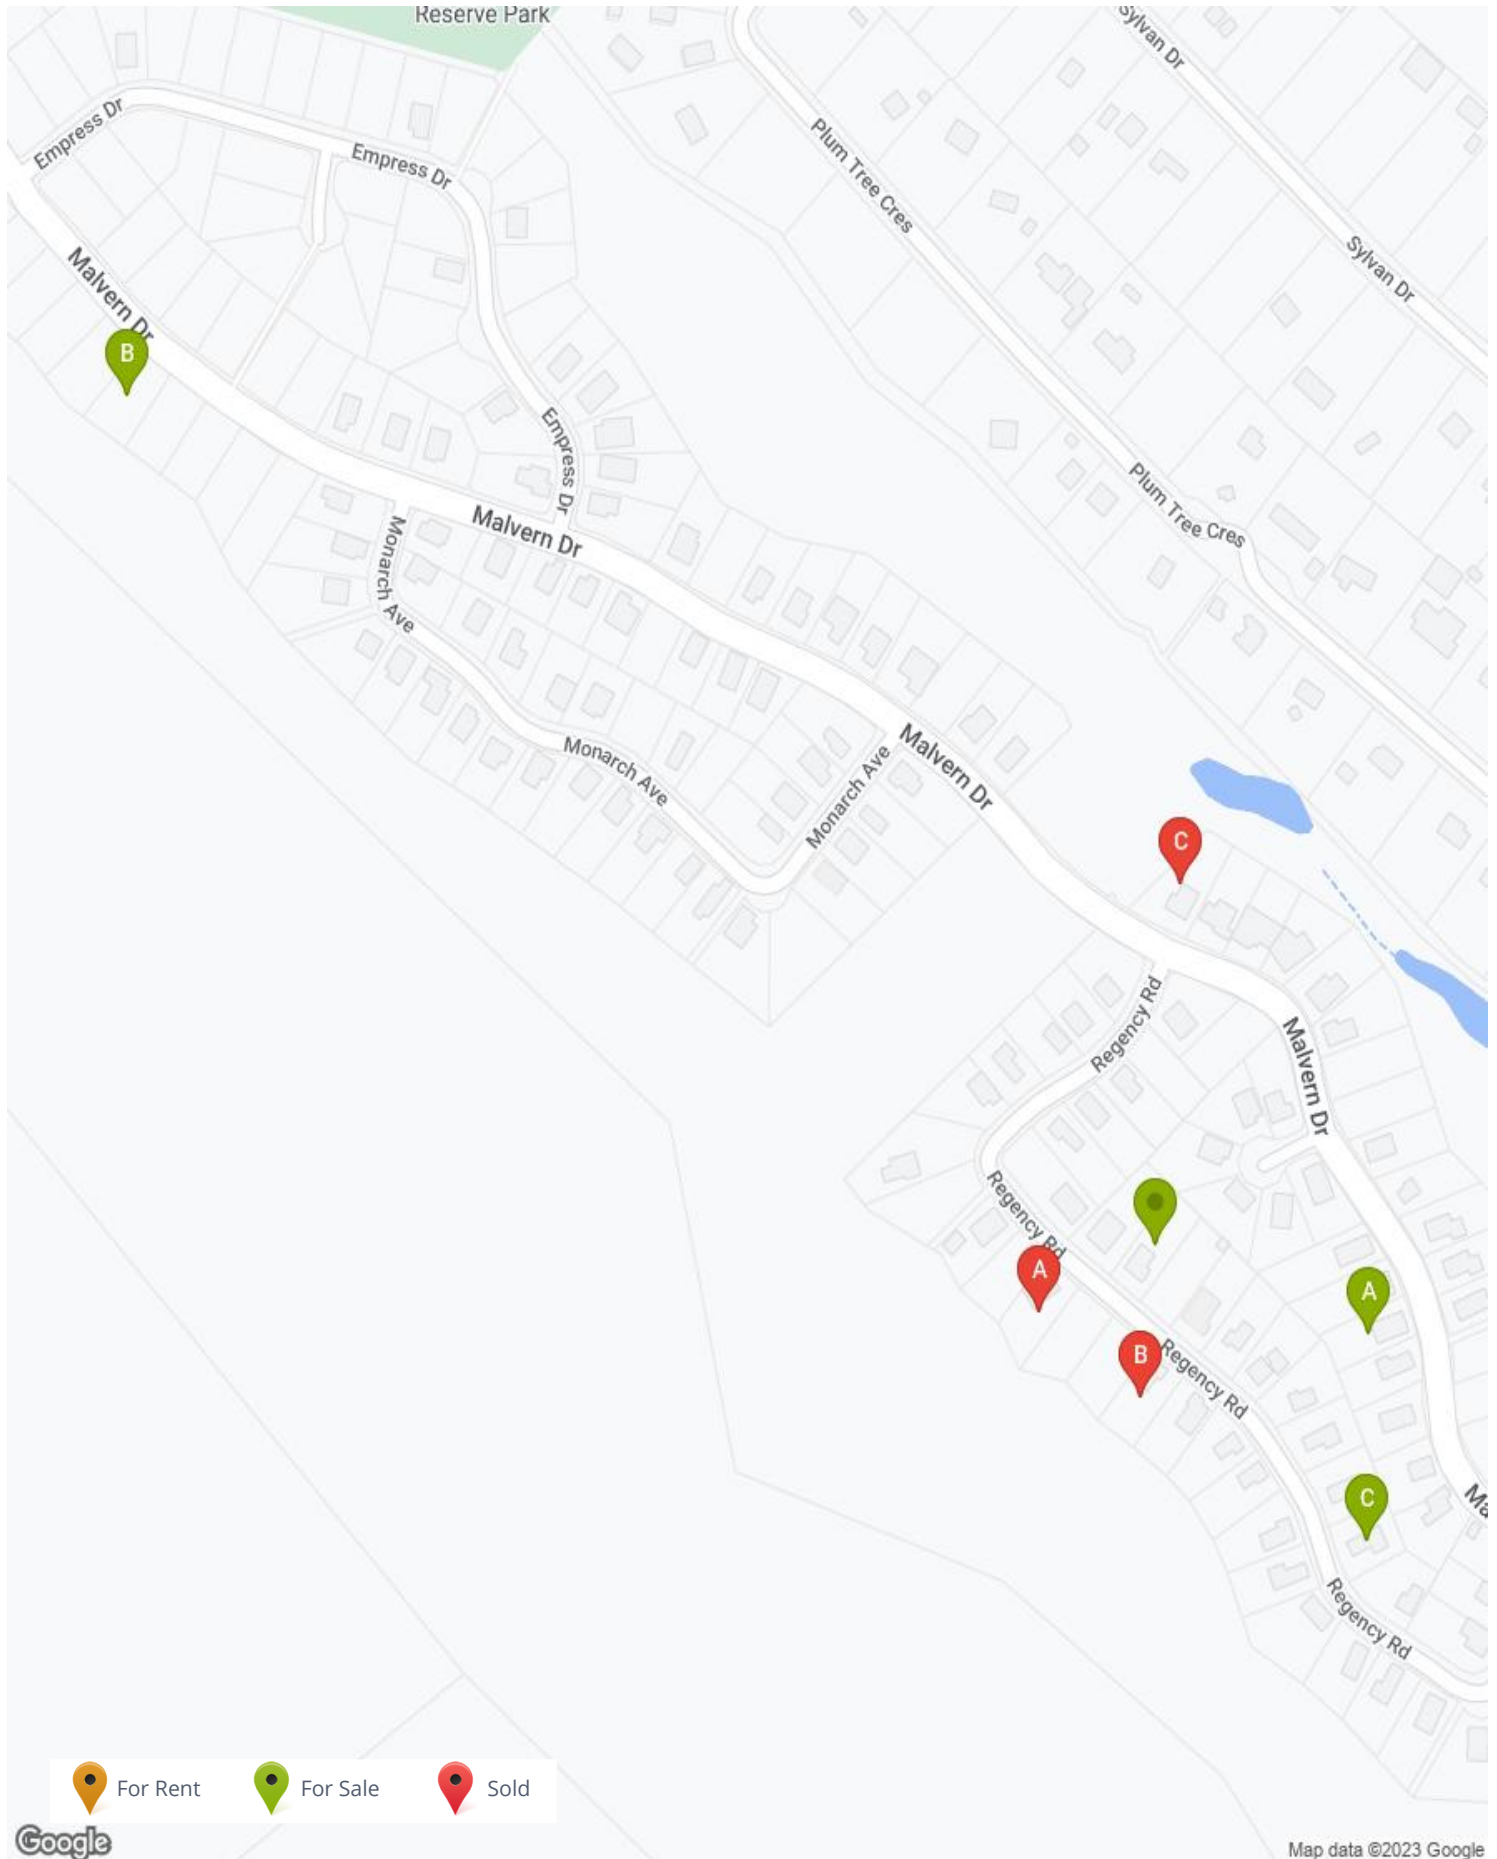 Reserve Park
Sylvan Dr
Empress Dr
Empress Dr
Plum Tree Cres
Sylvan Dr
Malvern Dr
B
Empress Dr
Plum Tree Cres
Malvern Dr
Monarch Ave
Monarch Ave
Monarch Ave
Malvern Dr
C
Regency Rd
Malvern Dr
Regency Rd
A
A
B
Regency Rd
C
Ma
Regency Rd
For Rent
For Sale
Sold
Google
Map data ©2023 Google